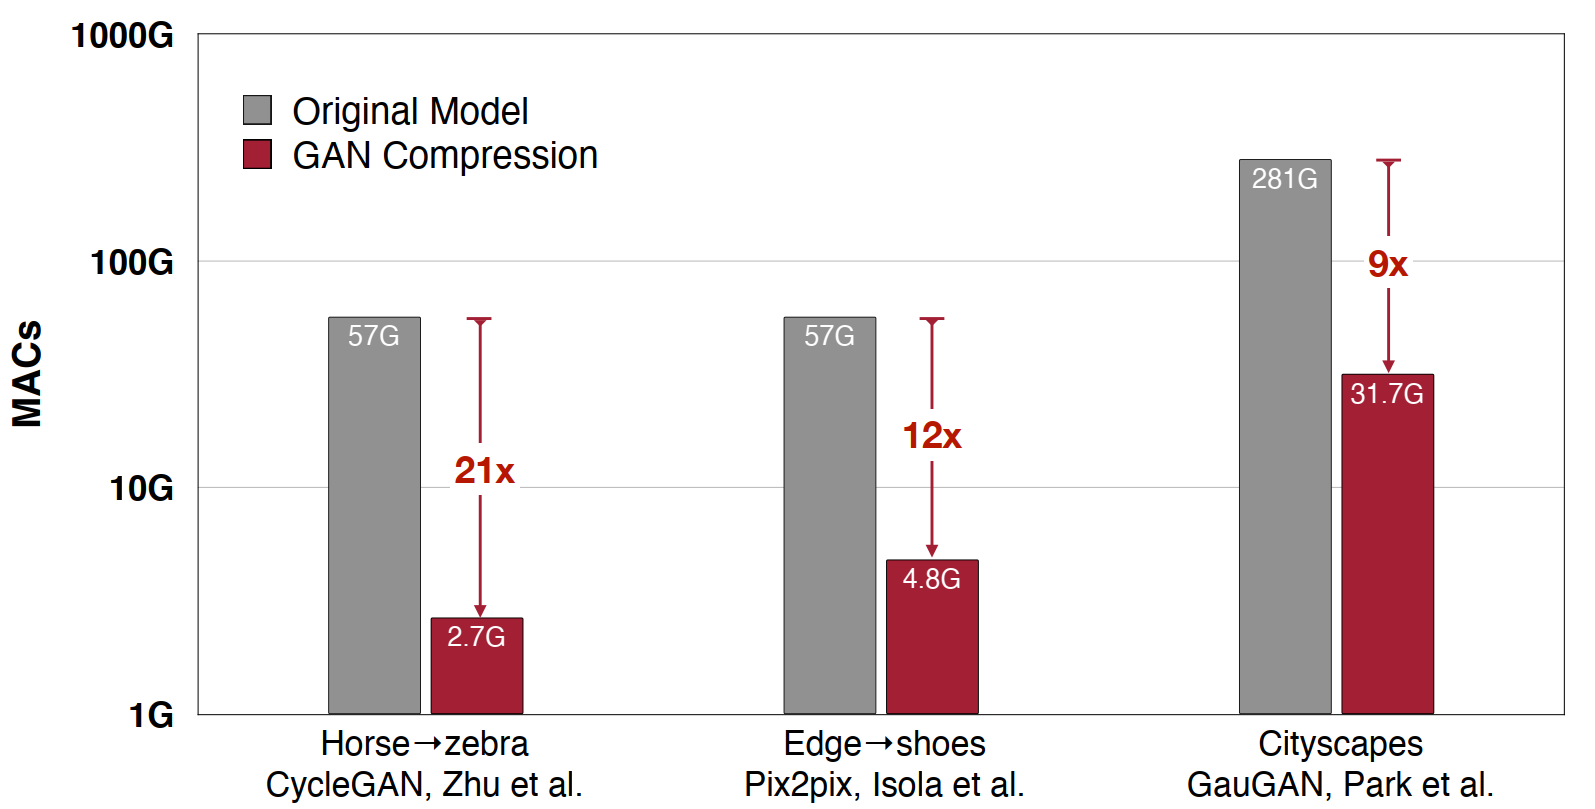 1000G
Original Model
GAN Compression
281G
100G
9x
57G
57G
MACs
31.7G
12x
21x
10G
4.8G
2.7G
1G
Horse→zebra
CycleGAN, Zhu et al.
Edge→shoes
Pix2pix, Isola et al.
Cityscapes
GauGAN, Park et al.